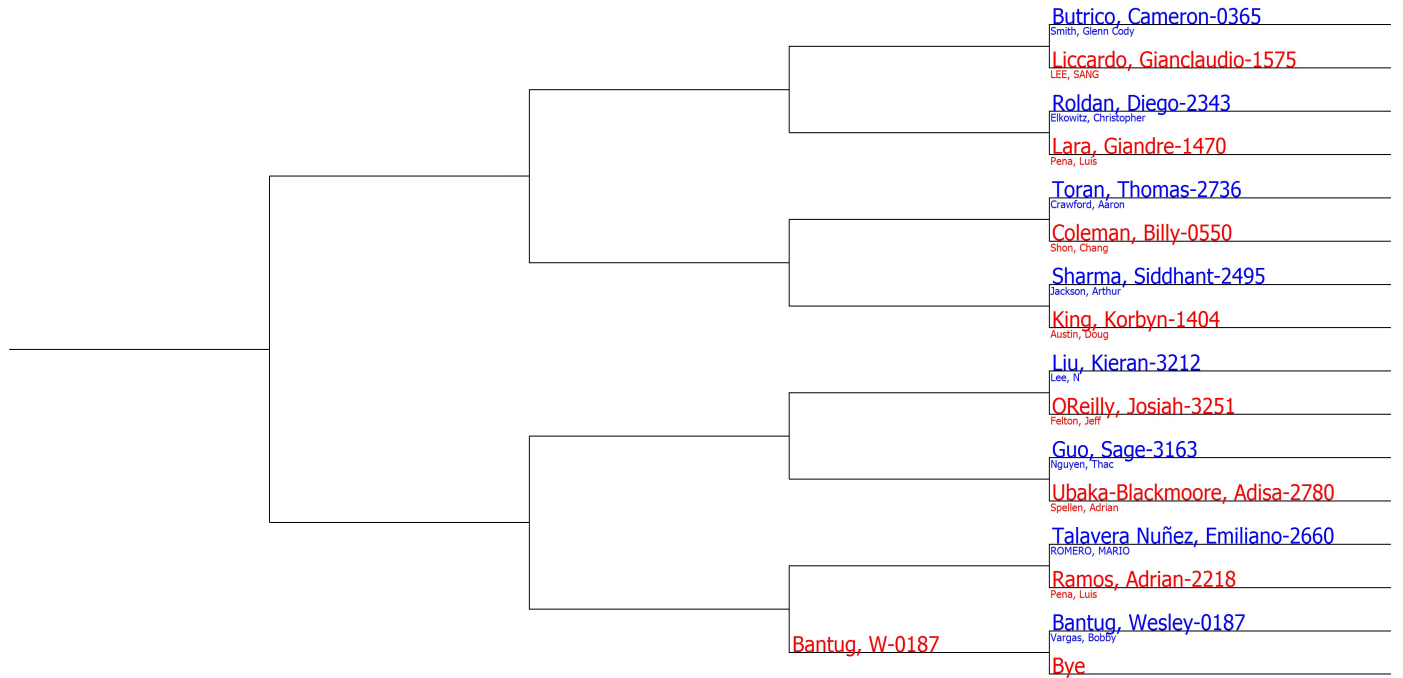 Butrico, Cameron-0365
Smith, Glenn Cody
Liccardo, Gianclaudio-1575
LEE, SANG
Roldan, Diego-2343
Elkowitz, Christopher
Lara, Giandre-1470
Pena, Luis
Toran, Thomas-2736
Crawford, Aaron
Coleman, Billy-0550
Shon, Chang
Sharma, Siddhant-2495
Jackson, Arthur
King, Korbyn-1404
Austin, Doug
Liu, Kieran-3212
Lee, N
OReilly, Josiah-3251
Felton, Jeff
Guo, Sage-3163
Nguyen, Thac
Ubaka-Blackmoore, Adisa-2780
Spellen, Adrian
Talavera Nuñez, Emiliano-2660
ROMERO, MARIO
Ramos, Adrian-2218
Pena, Luis
Bantug, Wesley-0187
Vargas, Bobby
Bantug, W-0187
Bye